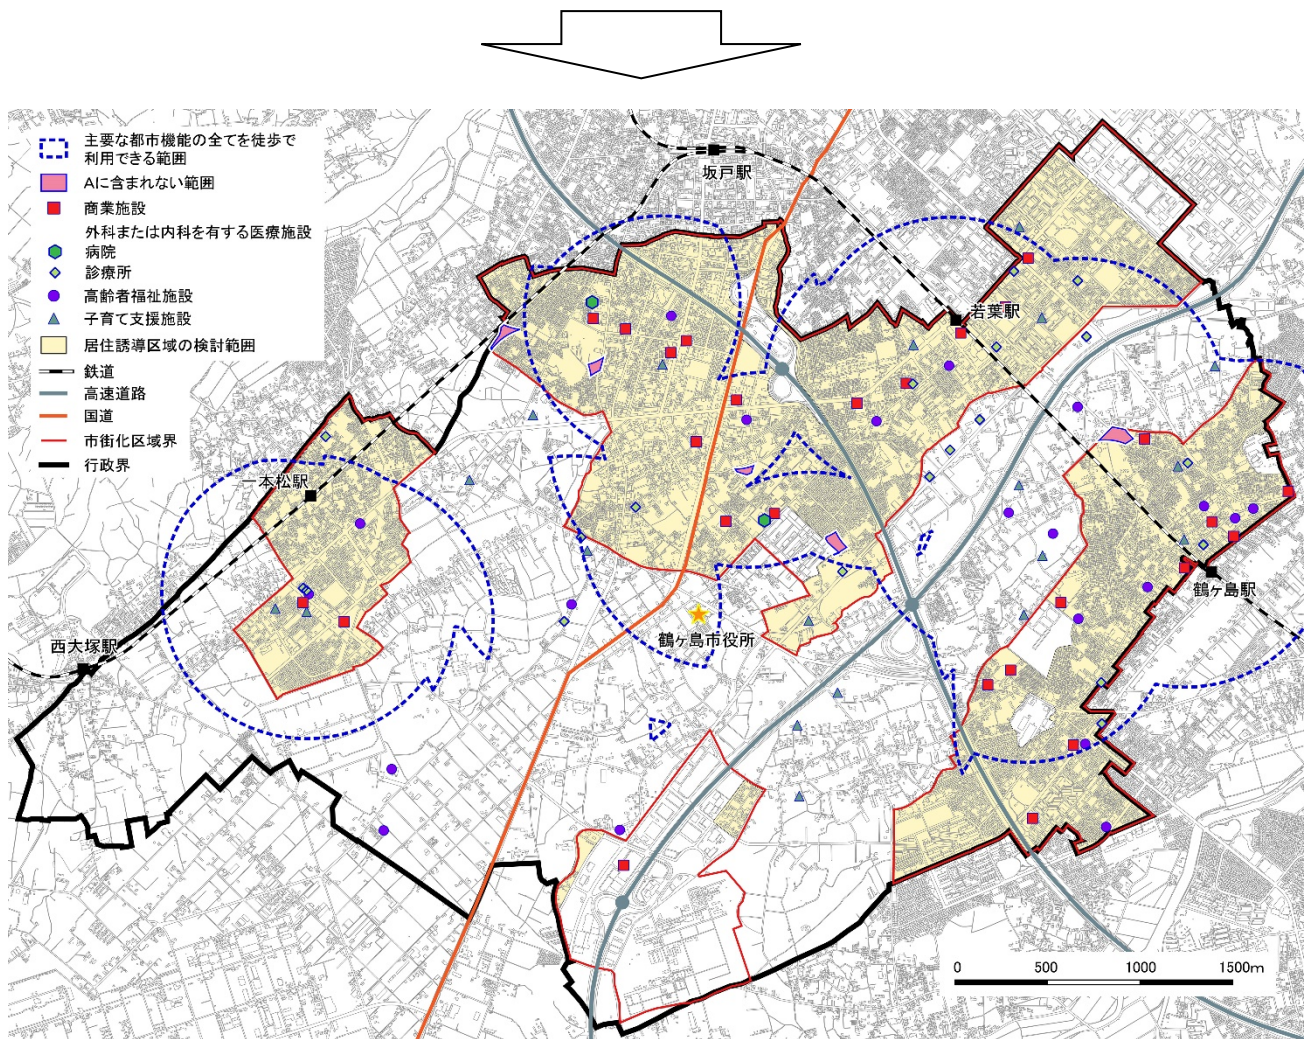 主要な都市機能の全てを徒歩で
利用できる範囲
Aに含まれない範囲
商業施設
外科または内科を有する医療施設
病院
診療所
高齢者福祉施設
子育て支援施設
居住誘導区域の検討範囲
鉄道
高速道路
国道
市街化区域界
行政界
坂戸駅
若葉駅
一本松駅
鶴ヶ島駅
鶴ヶ島市役所
西大塚駅
0 500 1000 1500m